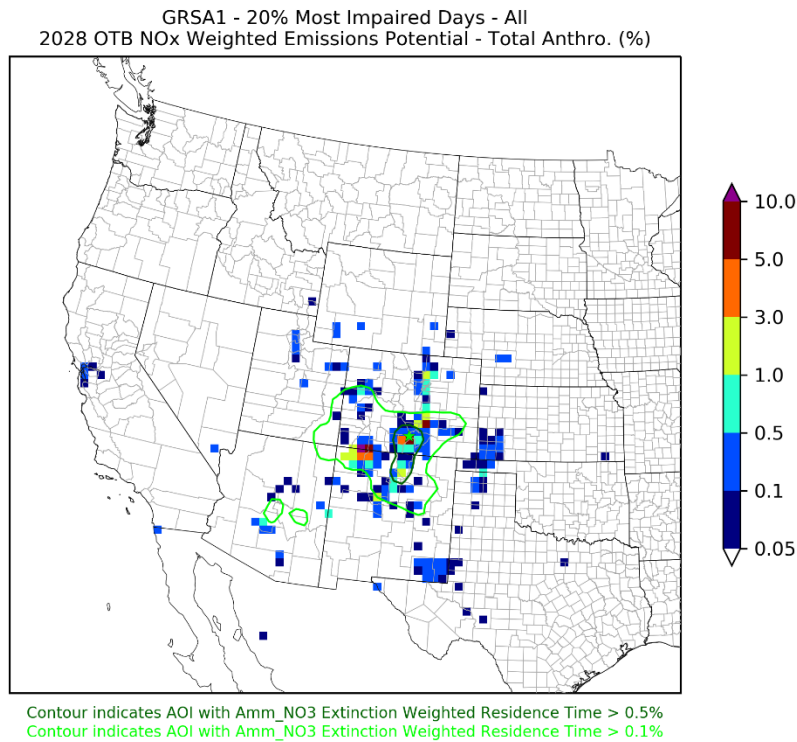 GRSA1 - 20% Most Impaired Days - All
2028 OTB NOx Weighted Emissions Potential - Total Anthro. (%)
10.0
5.0
3.0
1.0
0.5
0.1
0.05
Contour indicates AOI with Amm_NO3 Extinction Weighted Residence Time > 0.5%
Contour indicates AOI with Amm_NO3 Extinction Weighted Residence Time > 0.1%